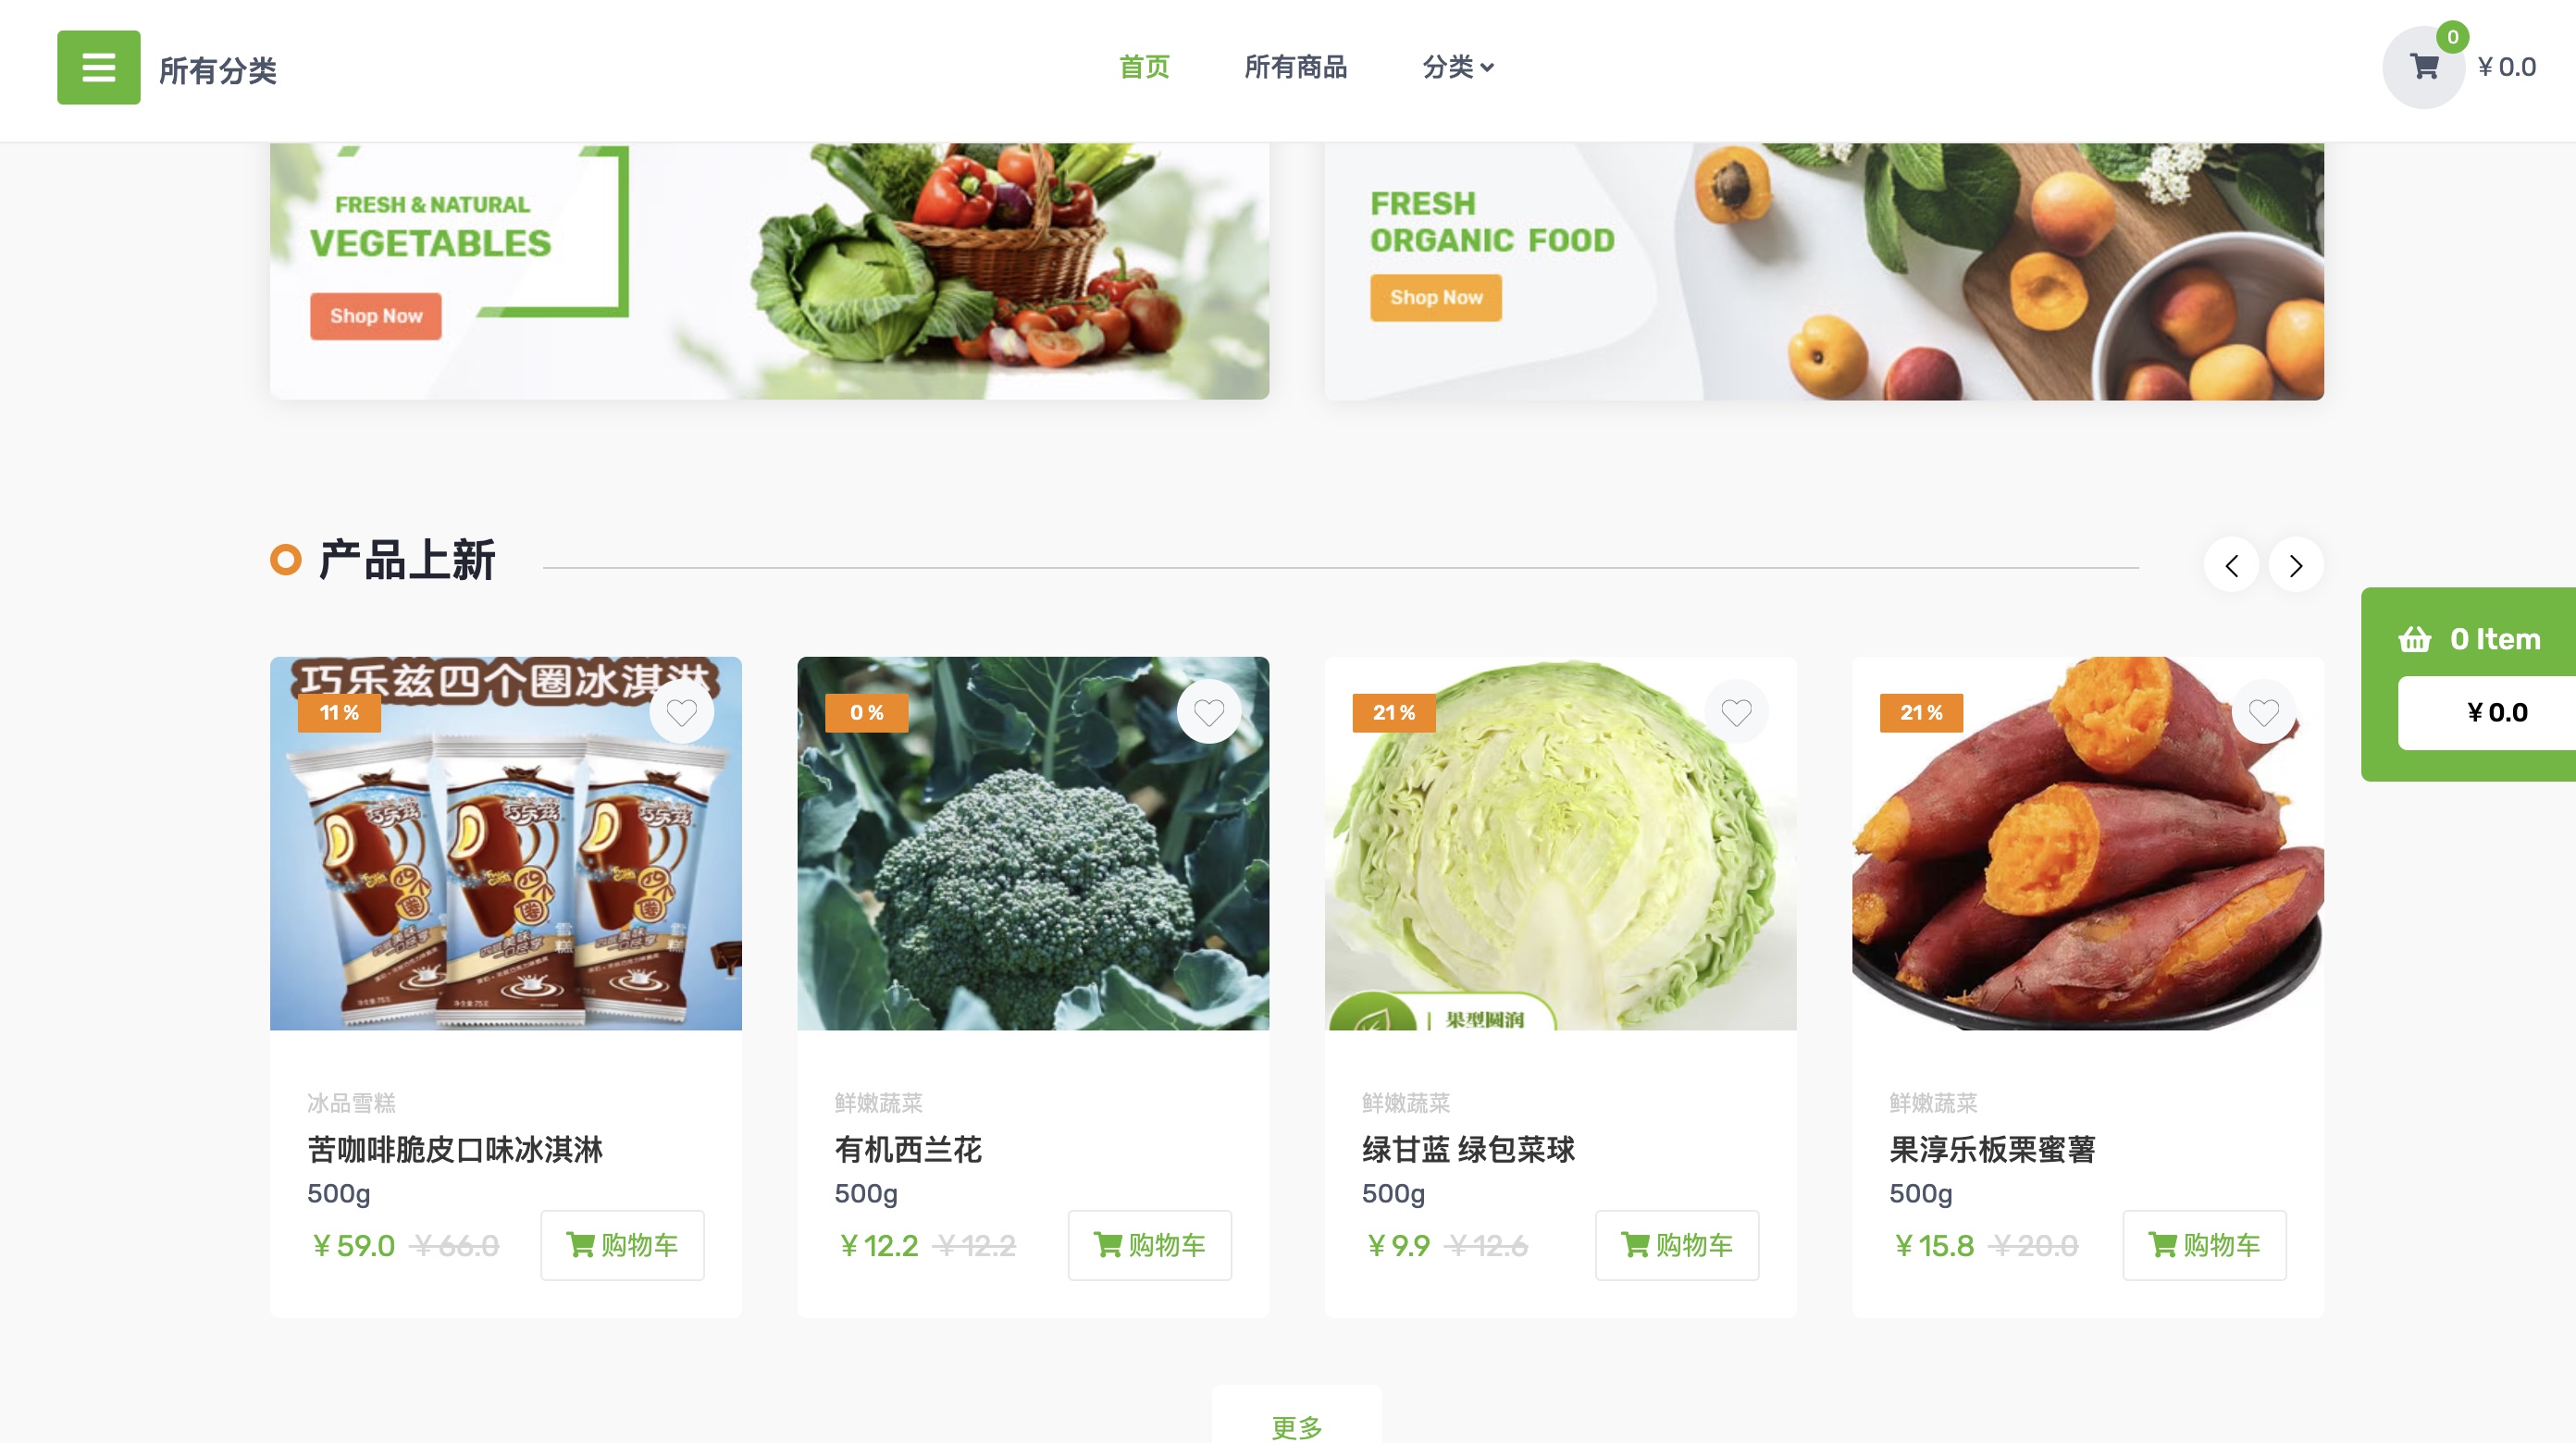 所有分类
首页
所有商品
分类
0
¥ 0.0
FRESH & NATURAL
VEGETABLES
Shop Now
FRESH
ORGANIC FOOD
Shop Now
产品上新
0 Item
¥ 0.0
巧乐兹四个圈冰淇淋
11 %
冰品雪糕
苦咖啡脆皮口味冰淇淋
500g
¥ 59.0 ¥ 66.0
购物车
0 %
鲜嫩蔬菜
有机西兰花
500g
¥ 12.2 ¥ 12.2
购物车
21 %
果型圆润
鲜嫩蔬菜
绿甘蓝 绿包菜球
500g
¥ 9.9 ¥ 12.6
购物车
21 %
鲜嫩蔬菜
果淳乐板栗蜜薯
500g
¥ 15.8 ¥ 20.0
购物车
更多